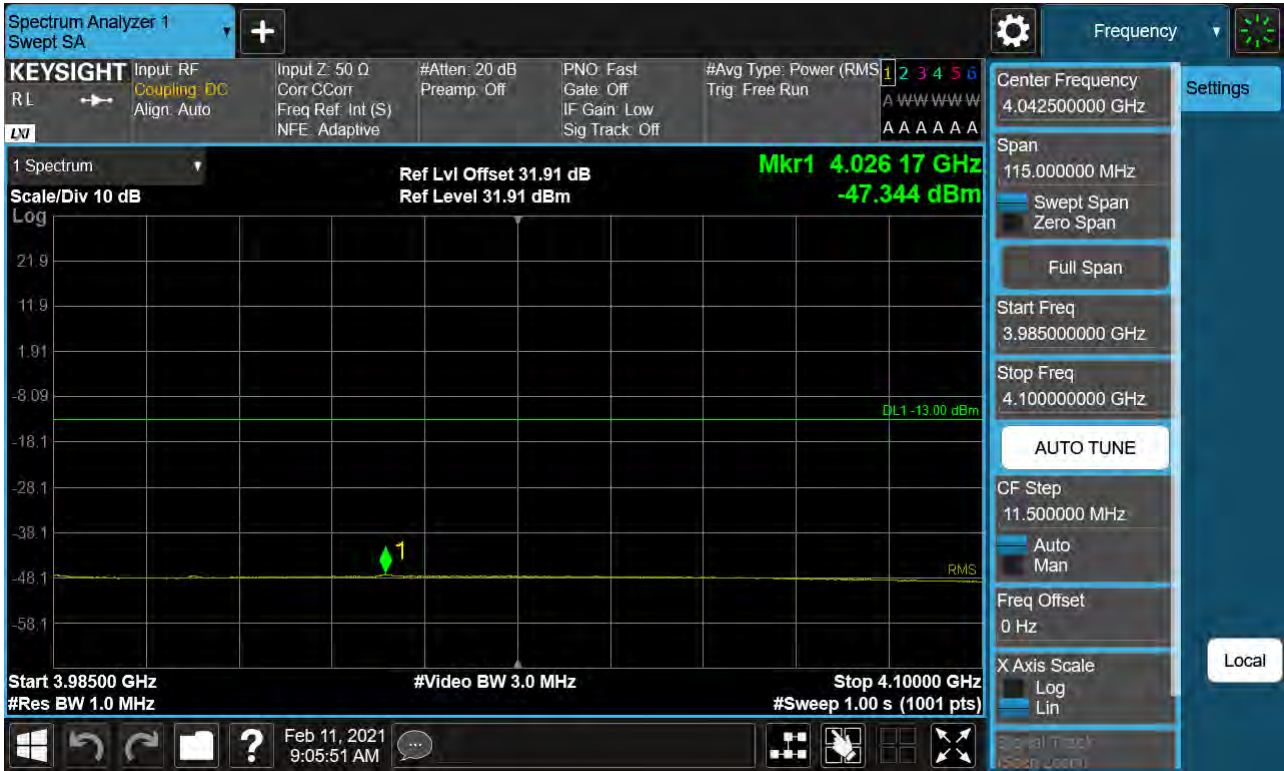 Spectrum Analyzer 1
Swept SA
Frequency
KEYSIGHT
RL
LXI
Input: RF
Coupling: DC
Align: Auto
Input Z: 50 Ω
Corr CCorr
Freq Ref: Int (S)
NFE: Adaptive
#Atten: 20 dB
Preamp: Off
PNO: Fast
Gate: Off
IF Gain: Low
Sig Track: Off
#Avg Type: Power (RMS
Trig: Free Run
1 2 3 4 5 6
A W W W W W
A A A A A A
1 Spectrum
Scale/Div 10 dB
Log
Ref Lvl Offset 31.91 dB
Ref Level 31.91 dBm
Mkr1 4.026 17 GHz
-47.344 dBm
21.9
11.9
1.91
-8.09
-18.1
-28.1
-38.1
-48.1
-58.1
DL1 -13.00 dBm
1
RMS
Start 3.98500 GHz
#Res BW 1.0 MHz
#Video BW 3.0 MHz
Stop 4.10000 GHz
#Sweep 1.00 s (1001 pts)
Center Frequency
4.042500000 GHz
Span
115.000000 MHz
Swept Span
Zero Span
Full Span
Start Freq
3.985000000 GHz
Stop Freq
4.100000000 GHz
AUTO TUNE
CF Step
11.500000 MHz
Auto
Man
Freq Offset
0 Hz
X Axis Scale
Log
Lin
Signal Track
(Span Zoom)
Settings
Local
Feb 11, 2021
9:05:51 AM